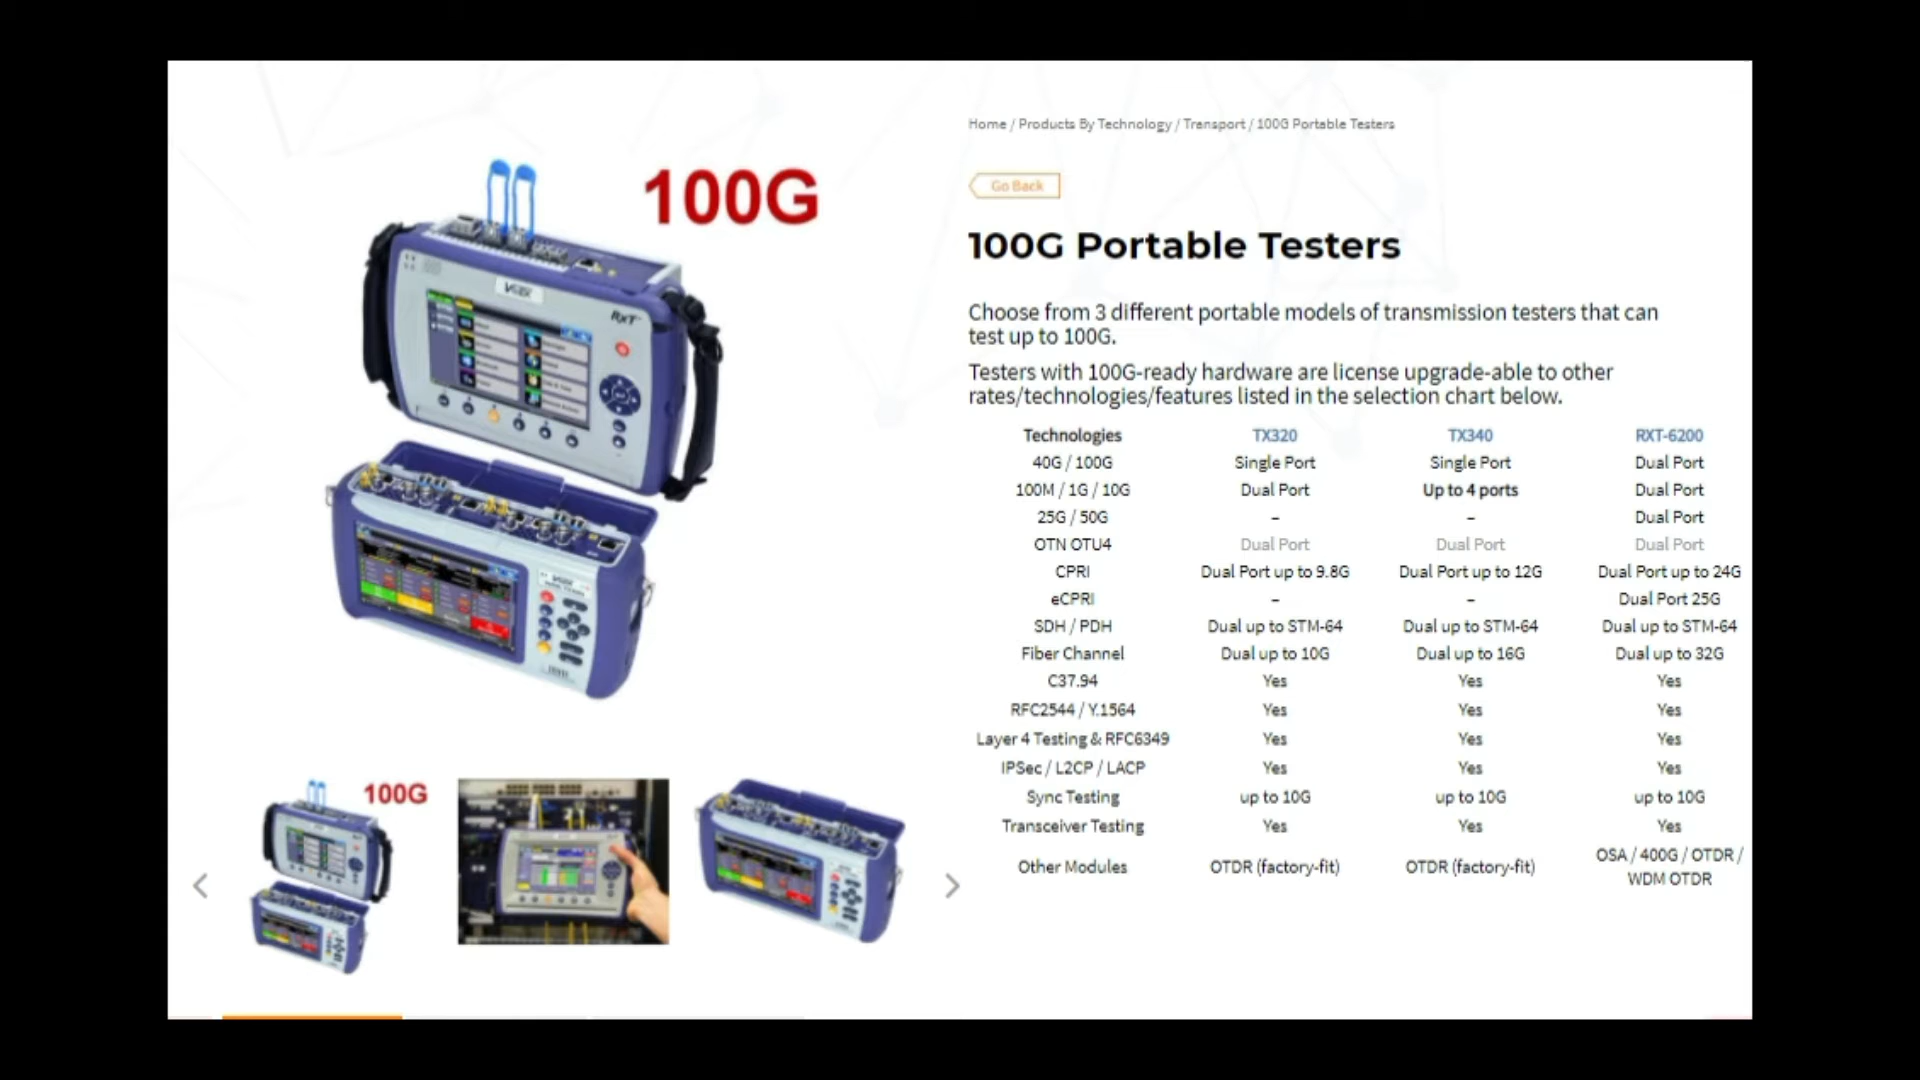 Home / Products By Technology / Transport / 100G Portable Testers
Go Back
100G
100G Portable Testers
Choose from 3 different portable models of transmission testers that can
test up to 100G.
Testers with 100G-ready hardware are license upgrade-able to other
rates/technologies/features listed in the selection chart below.
Technologies TX320 TX340 RXT-6200
40G / 100G Single Port Single Port Dual Port
100M / 1G / 10G Dual Port Up to 4 ports Dual Port
25G / 50G – – Dual Port
OTN OTU4 Dual Port Dual Port Dual Port
CPRI Dual Port up to 9.8G Dual Port up to 12G Dual Port up to 24G
eCPRI – – Dual Port 25G
SDH / PDH Dual up to STM-64 Dual up to STM-64 Dual up to STM-64
Fiber Channel Dual up to 10G Dual up to 16G Dual up to 32G
C37.94 Yes Yes Yes
RFC2544 / Y.1564 Yes Yes Yes
Layer 4 Testing & RFC6349 Yes Yes Yes
IPSec / L2CP / LACP Yes Yes Yes
Sync Testing up to 10G up to 10G up to 10G
Transceiver Testing Yes Yes Yes
Other Modules OTDR (factory-fit) OTDR (factory-fit) OSA / 400G / OTDR /
WDM OTDR
VeEX
RxT
100G